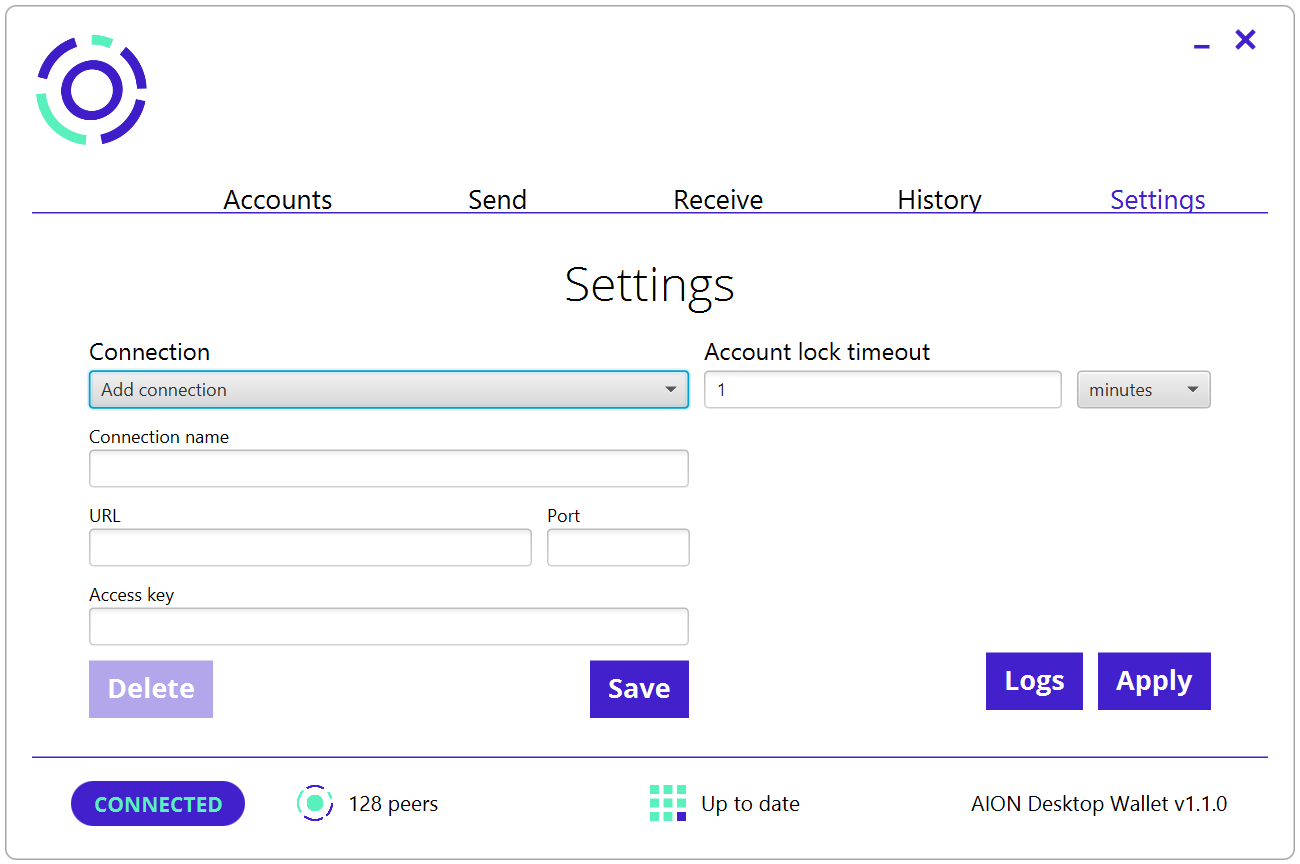 Accounts Send Receive History Settings
Settings
Connection
Add connection
Connection name
URL Port
Access key
Delete Save
Account lock timeout
1 minutes
Logs Apply
CONNECTED 128 peers Up to date AION Desktop Wallet v1.1.0